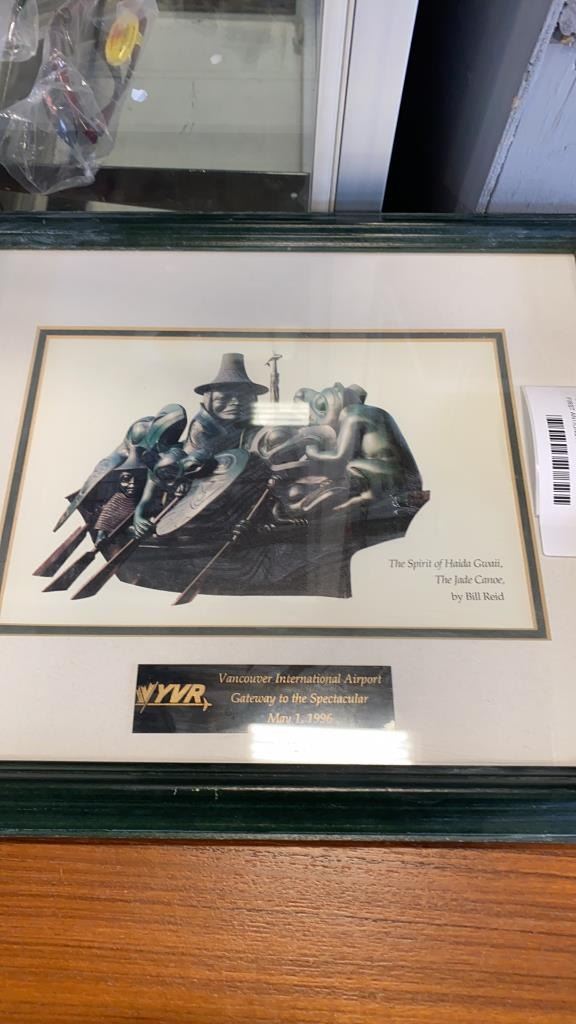 The Spirit of Haida Gwaii,
The Jade Canoe,
by Bill Reid
YVR
Vancouver International Airport
Gateway to the Spectacular
May 1, 1996